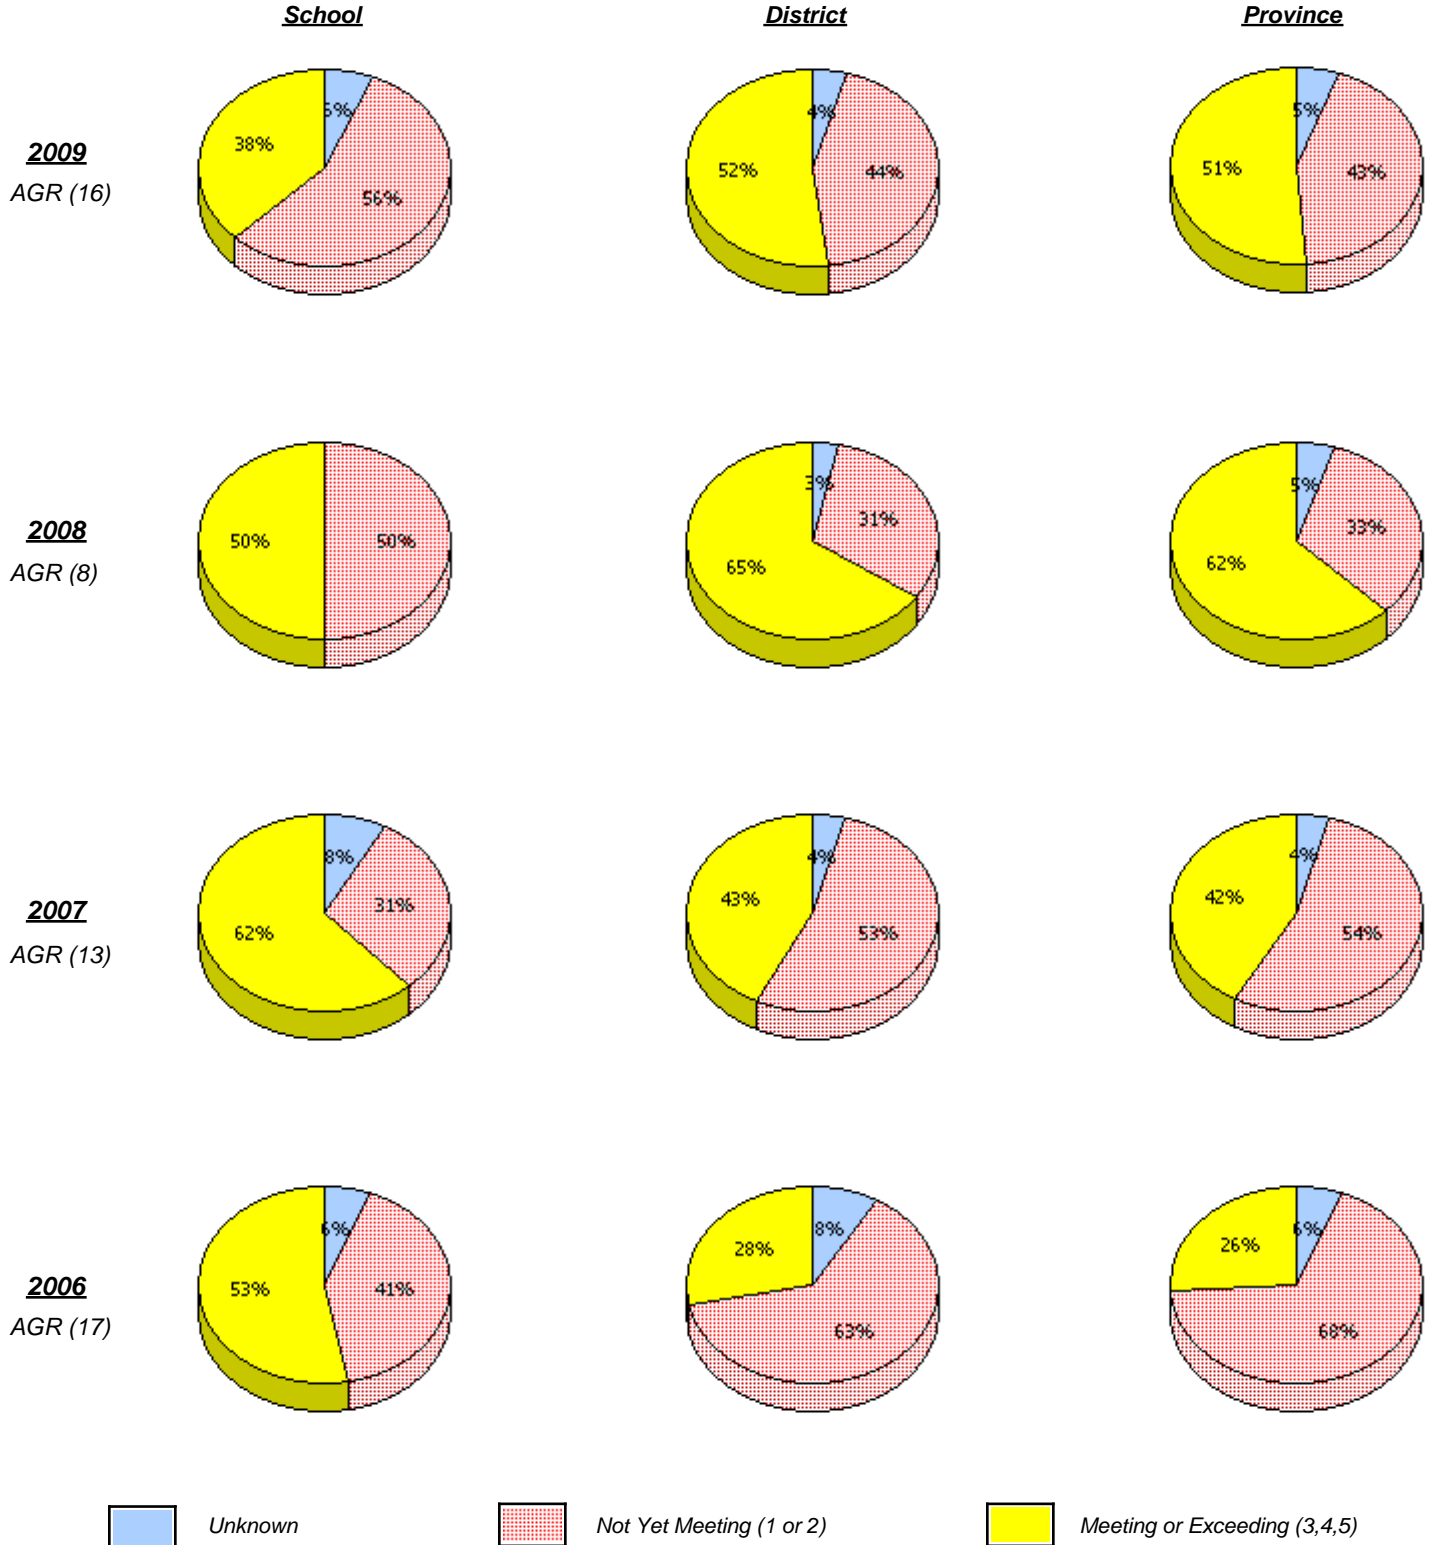 School District Province
2009
AGR (16)
38% 6% 56%
52% 4% 44%
51% 5% 43%
2008
AGR (8)
50% 50%
65% 3% 31%
62% 5% 33%
2007
AGR (13)
62% 8% 31%
43% 4% 53%
42% 4% 54%
2006
AGR (17)
53% 6% 41%
28% 8% 63%
26% 6% 68%
Unknown Not Yet Meeting (1 or 2) Meeting or Exceeding (3,4,5)